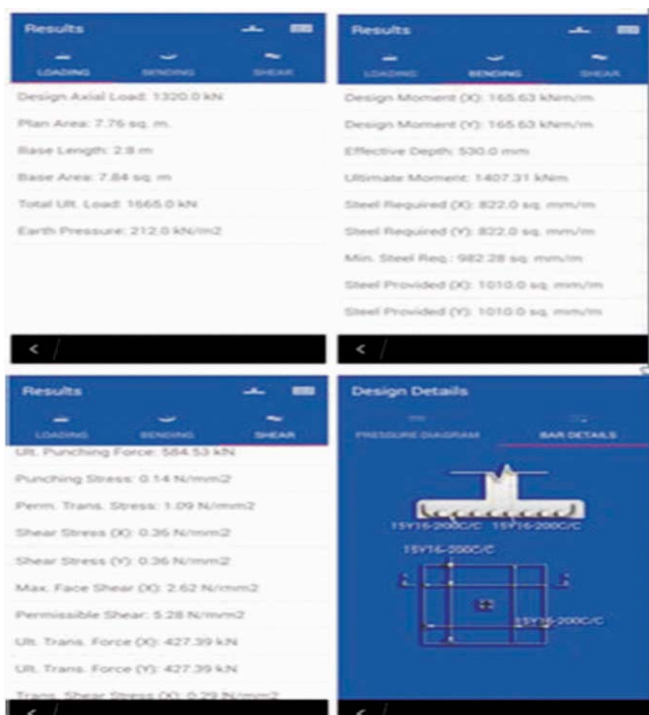 Results
LOADING BENDING SHEAR
Design Axial Load: 1320.0 kN
Plan Area: 7.76 sq. m.
Base Length: 2.8 m
Base Area: 7.84 sq. m
Total Ult. Load: 1665.0 kN
Earth Pressure: 212.0 kN/m2
Results
LOADING BENDING SHEAR
Design Moment (X): 165.63 kNm/m
Design Moment (Y): 165.63 kNm/m
Effective Depth: 530.0 mm
Ultimate Moment: 1407.31 kNm
Steel Required (X): 822.0 sq. mm/m
Steel Required (Y): 822.0 sq. mm/m
Min. Steel Req.: 982.28 sq. mm/m
Steel Provided (X): 1010.0 sq. mm/m
Steel Provided (Y): 1010.0 sq. mm/m
Results
LOADING BENDING SHEAR
Ult. Punching Force: 584.53 kN
Punching Stress: 0.14 N/mm2
Perm. Trans. Stress: 1.09 N/mm2
Shear Stress (X): 0.36 N/mm2
Shear Stress (Y): 0.36 N/mm2
Max. Face Shear (X): 2.62 N/mm2
Permissible Shear: 5.28 N/mm2
Ult. Trans. Force (X): 427.39 kN
Ult. Trans. Force (Y): 427.39 kN
Trans. Shear Stress (X): 0.29 N/mm2
Design Details
PRESSURE DIAGRAM BAR DETAILS
15Y16-200C/C 15Y16-200C/C
15Y16-200C/C
15Y16-200C/C